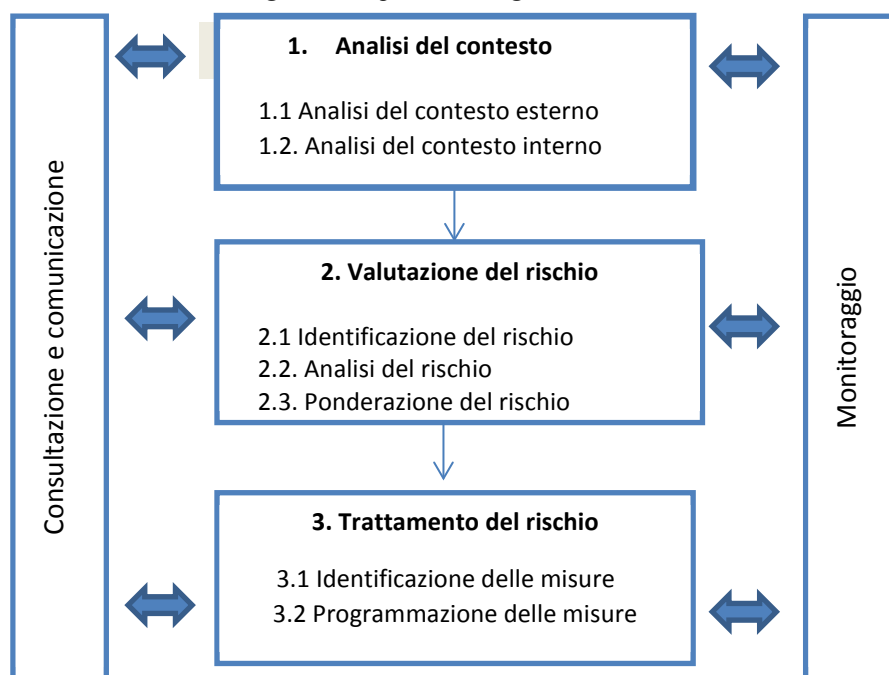 Consultazione e comunicazione
1. Analisi del contesto
1.1 Analisi del contesto esterno
1.2. Analisi del contesto interno
2. Valutazione del rischio
2.1 Identificazione del rischio
2.2. Analisi del rischio
2.3. Ponderazione del rischio
3. Trattamento del rischio
3.1 Identificazione delle misure
3.2 Programmazione delle misure
Monitoraggio